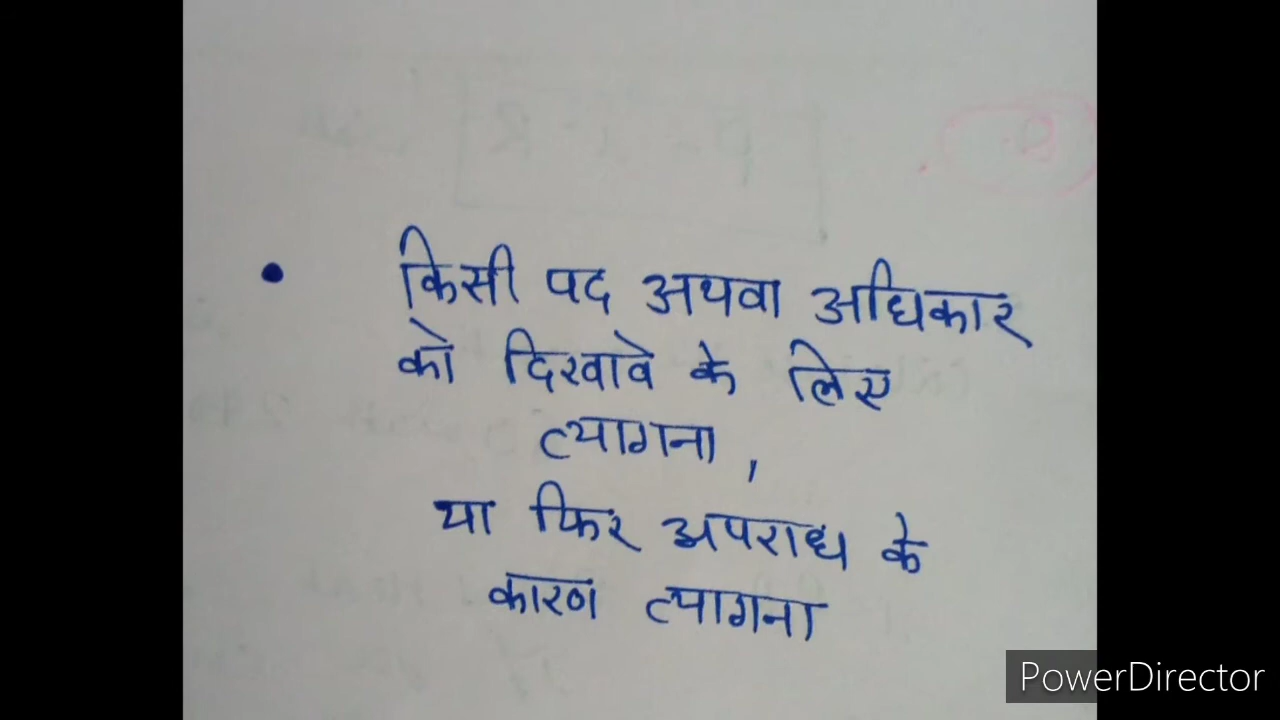 • किसी पद अथवा अधिकार
को दिखावे के लिए
त्यागना,
या फिर अपराध के
कारण त्यागना
PowerDirector